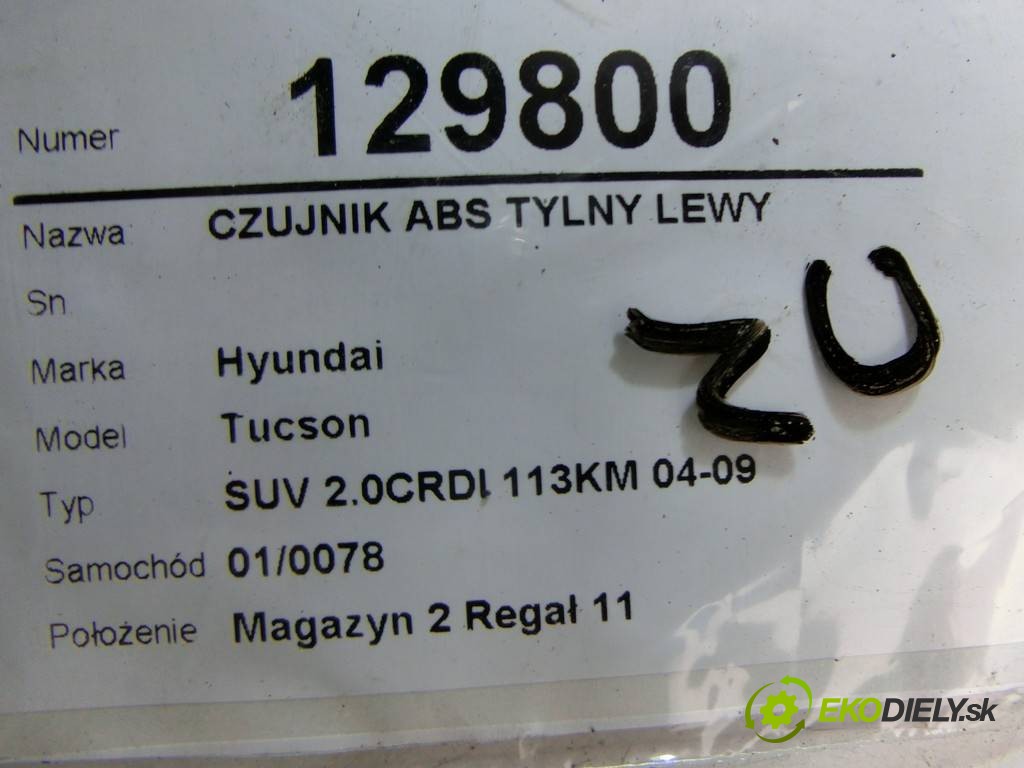 Numer 129800
Nazwa CZUJNIK ABS TYLNY LEWY
Sn
Marka Hyundai
Model Tucson
Typ SUV 2.0CRDI 113KM 04-09
Samochód 01/0078
Położenie Magazyn 2 Regał 11
ZU
EKODIELY.sk